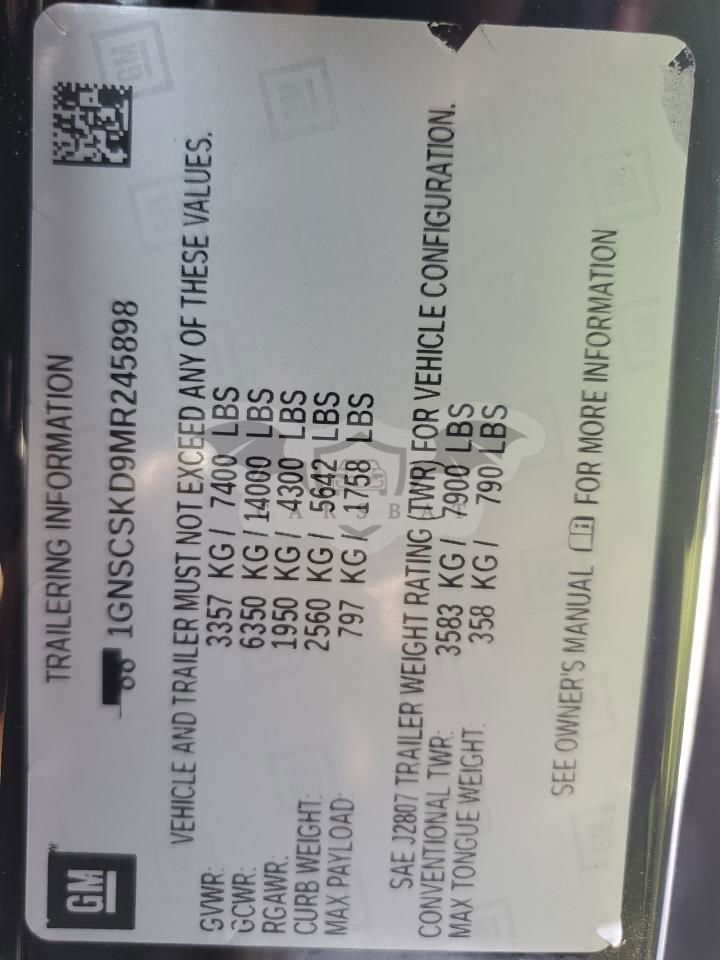 GM
TRAILERING INFORMATION
1GNSCSKD9MR245898
VEHICLE AND TRAILER MUST NOT EXCEED ANY OF THESE VALUES.
GVWR: 3357 KG / 7400 LBS
GCWR: 6350 KG / 14000 LBS
RGAWR: 1950 KG / 4300 LBS
CURB WEIGHT: 2560 KG / 5642 LBS
MAX PAYLOAD: 797 KG / 1758 LBS
SAE J2807 TRAILER WEIGHT RATING (TWR) FOR VEHICLE CONFIGURATION.
CONVENTIONAL TWR: 3583 KG / 7900 LBS
MAX TONGUE WEIGHT: 358 KG / 790 LBS
SEE OWNER'S MANUAL FOR MORE INFORMATION